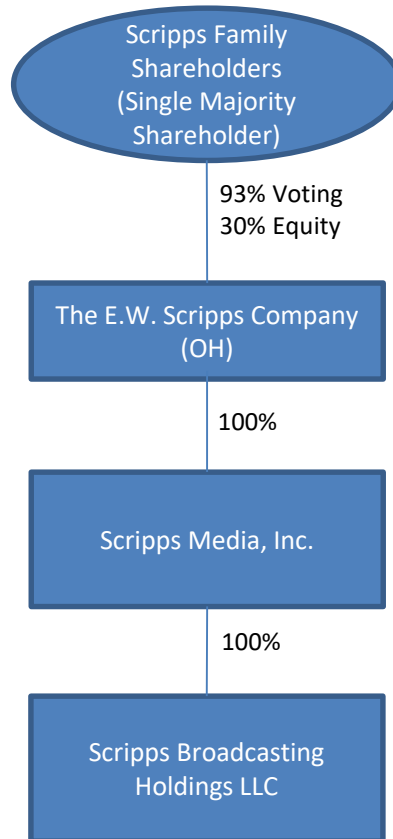 Scripps Family
Shareholders
(Single Majority
Shareholder)
93% Voting
30% Equity
The E.W. Scripps Company
(OH)
100%
Scripps Media, Inc.
100%
Scripps Broadcasting
Holdings LLC